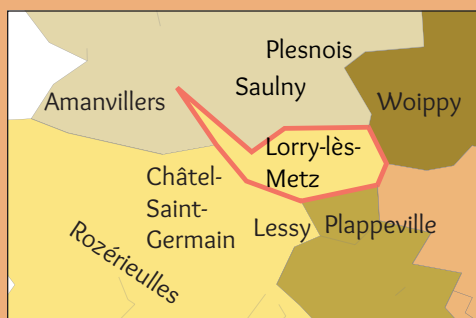 Plesnois
Saulny
Amanvillers
Woippy
Lorry-lès-
Metz
Châtel-
Saint-
Germain
Lessy
Plappeville
Rozérieulles